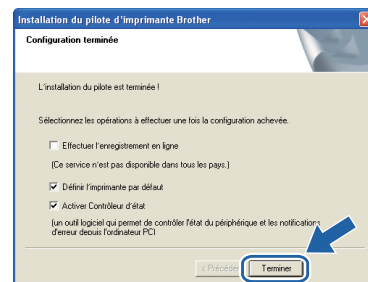 Installation du pilote d'imprimante Brother
Configuration terminée
L'installation du pilote est terminée !
Sélectionnez les opérations à effectuer une fois la configuration achevée.
Effectuer l'enregistrement en ligne
(Ce service n'est pas disponible dans tous les pays.)
Définir l'imprimante par défaut
Activer Contrôleur d'état
(un outil logiciel qui permet de contrôler l'état du périphérique et les notifications
d'erreur depuis l'ordinateur PC)
< Précéder
Terminer